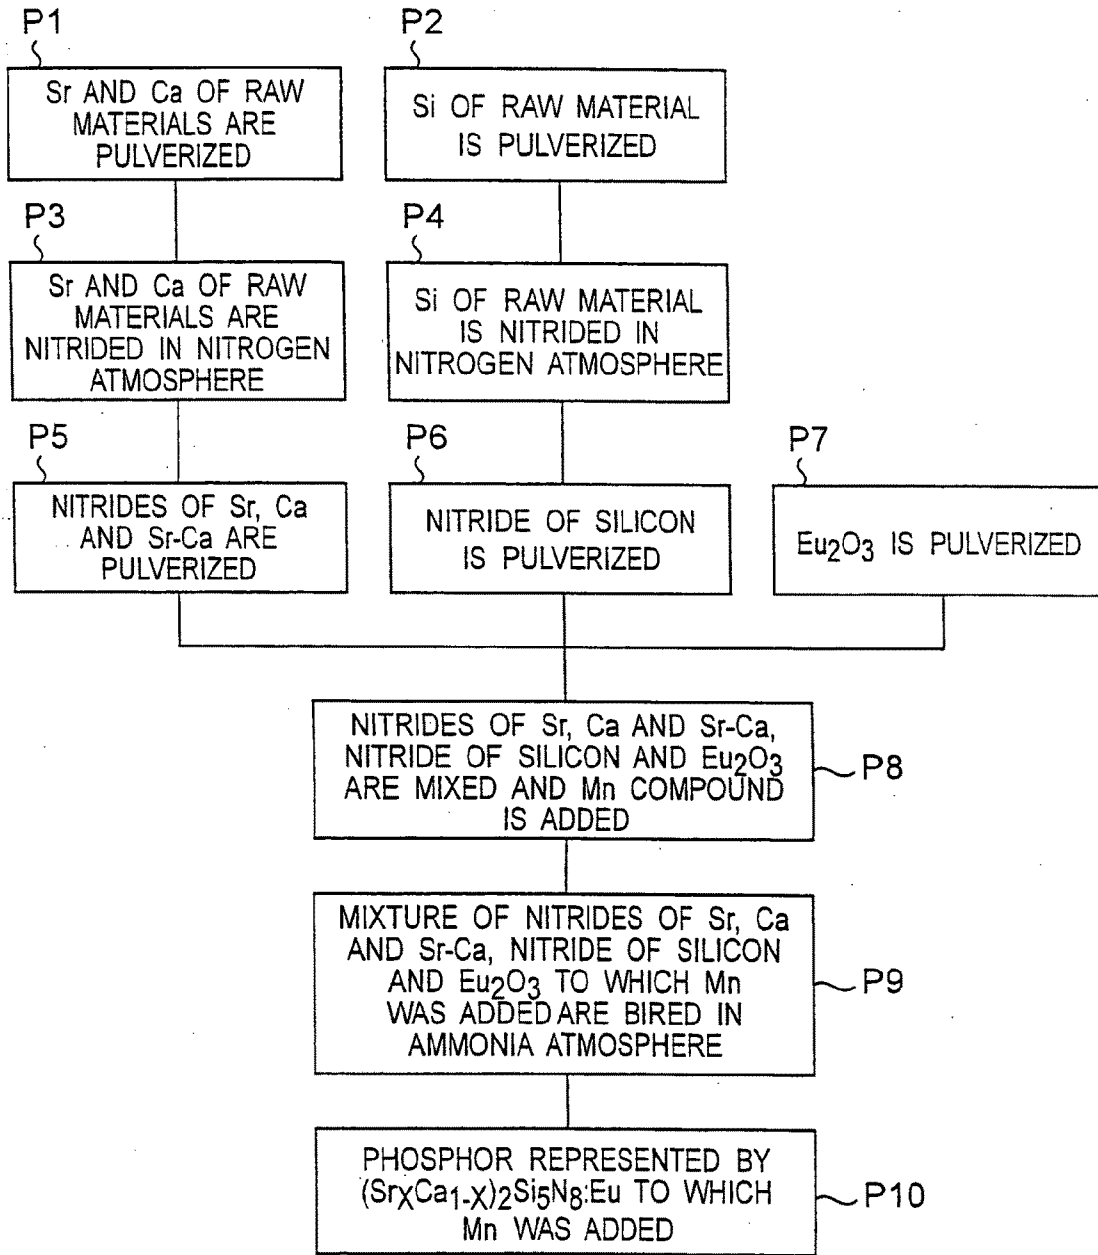 P1
Sr AND Ca OF RAW
MATERIALS ARE
PULVERIZED
P2
Si OF RAW MATERIAL
IS PULVERIZED
P3
Sr AND Ca OF RAW
MATERIALS ARE
NITRIDED IN NITROGEN
ATMOSPHERE
P4
Si OF RAW MATERIAL
IS NITRIDED IN
NITROGEN ATMOSPHERE
P5
NITRIDES OF Sr, Ca
AND Sr-Ca ARE
PULVERIZED
P6
NITRIDE OF SILICON
IS PULVERIZED
P7
Eu2O3 IS PULVERIZED
NITRIDES OF Sr, Ca AND Sr-Ca,
NITRIDE OF SILICON AND Eu2O3
ARE MIXED AND Mn COMPOUND
IS ADDED
P8
MIXTURE OF NITRIDES OF Sr, Ca
AND Sr-Ca, NITRIDE OF SILICON
AND Eu2O3 TO WHICH Mn
WAS ADDED ARE BIRED IN
AMMONIA ATMOSPHERE
P9
PHOSPHOR REPRESENTED BY
(SrXCa1-X)2Si5N8:Eu TO WHICH
Mn WAS ADDED
P10